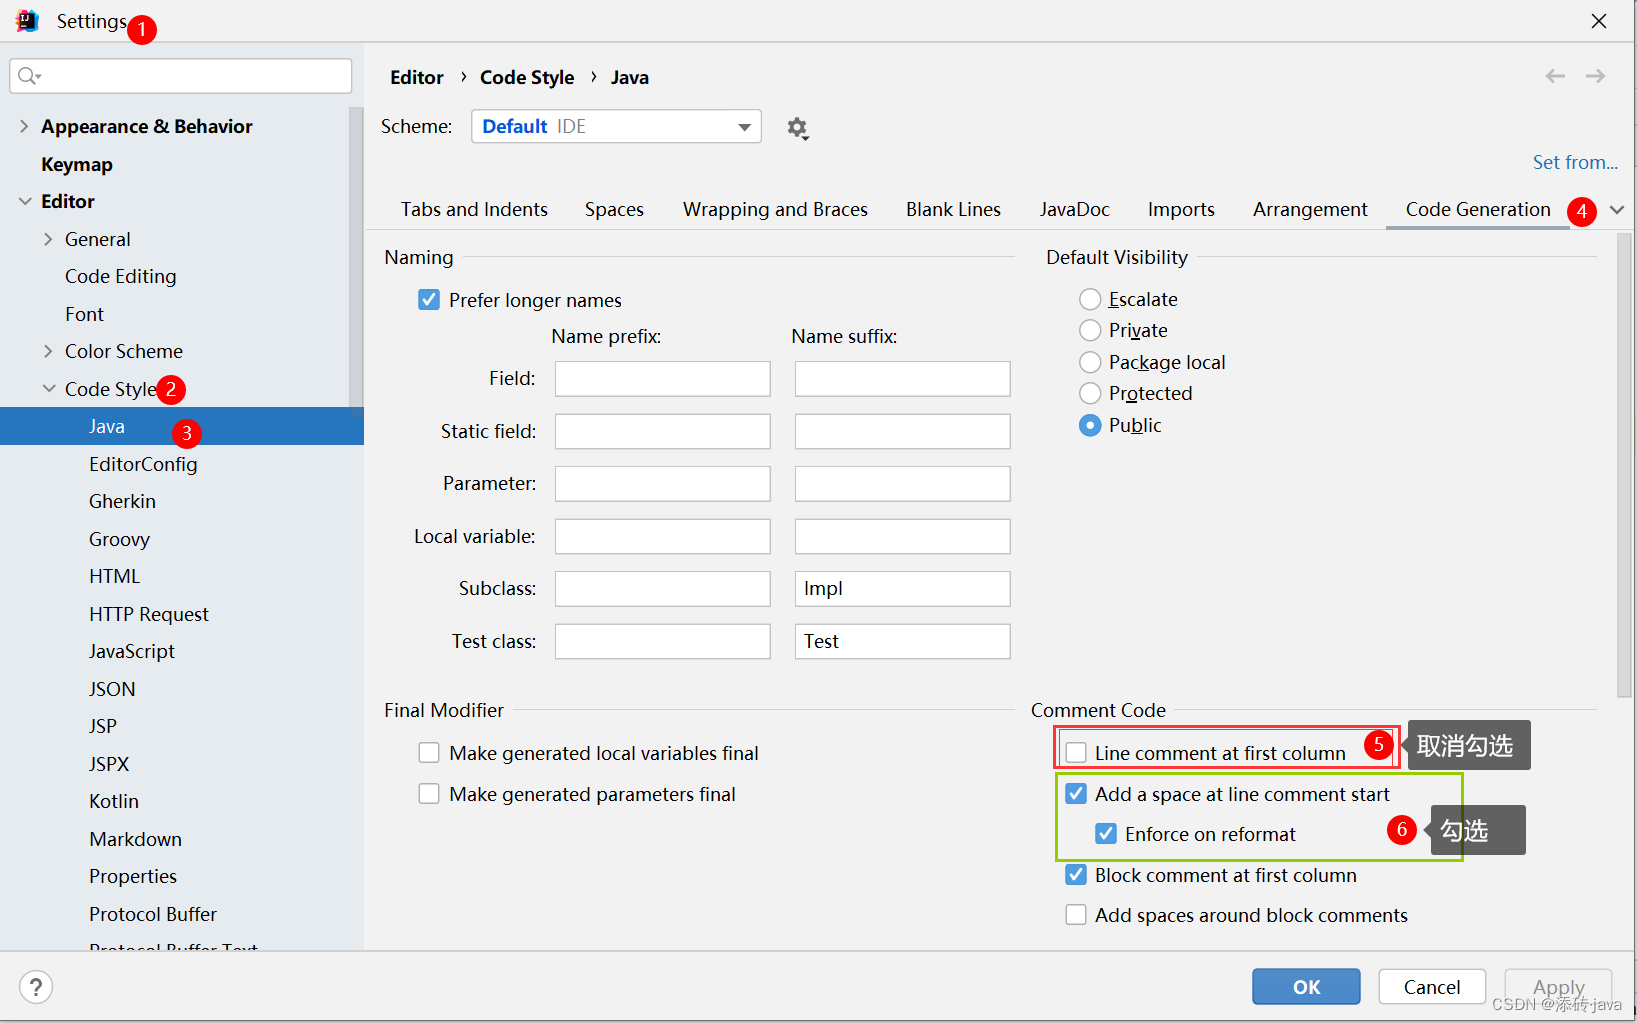 Settings 1
Editor › Code Style › Java
Appearance & Behavior
Keymap
Editor
General
Code Editing
Font
Color Scheme
Code Style 2
Java 3
EditorConfig
Gherkin
Groovy
HTML
HTTP Request
JavaScript
JSON
JSP
JSPX
Kotlin
Markdown
Properties
Protocol Buffer
Protocol Buffer Text
Scheme: Default IDE
Set from...
Tabs and Indents Spaces Wrapping and Braces Blank Lines JavaDoc Imports Arrangement Code Generation 4
Naming
Prefer longer names
Name prefix: Name suffix:
Field:
Static field:
Parameter:
Local variable:
Subclass: Impl
Test class: Test
Default Visibility
Escalate
Private
Package local
Protected
Public
Final Modifier
Make generated local variables final
Make generated parameters final
Comment Code
Line comment at first column 5 取消勾选
Add a space at line comment start
Enforce on reformat 6 勾选
Block comment at first column
Add spaces around block comments
? OK Cancel Apply
CSDN @添砖java